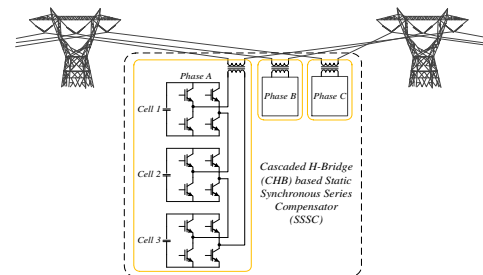 Phase A
Phase B
Phase C
Cell 1
Cell 2
Cell 3
Cascaded H-Bridge
(CHB) based Static
Synchronous Series
Compensator
(SSSC)